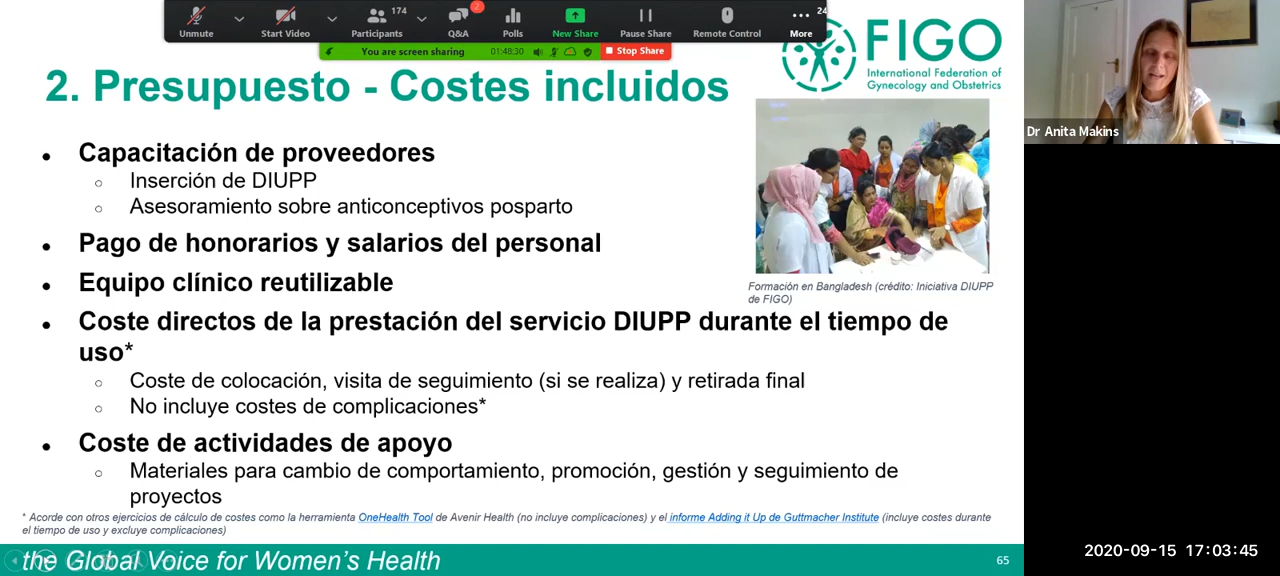 Unmute
Start Video
Participants
174
Q&A
2
Polls
New Share
Pause Share
Remote Control
More
24
You are screen sharing
01:48:30
Stop Share
FIGO
International Federation of
Gynecology and Obstetrics
Dr Anita Makins
2. Presupuesto - Costes incluidos
Capacitación de proveedores
Inserción de DIUPP
Asesoramiento sobre anticonceptivos posparto
Pago de honorarios y salarios del personal
Equipo clínico reutilizable
Formación en Bangladesh (crédito: Iniciativa DIUPP
de FIGO)
Coste directos de la prestación del servicio DIUPP durante el tiempo de
uso*
Coste de colocación, visita de seguimiento (si se realiza) y retirada final
No incluye costes de complicaciones*
Coste de actividades de apoyo
Materiales para cambio de comportamiento, promoción, gestión y seguimiento de
proyectos
* Acorde con otros ejercicios de cálculo de costes como la herramienta OneHealth Tool de Avenir Health (no incluye complicaciones) y el informe Adding it Up de Guttmacher Institute (incluye costes durante
el tiempo de uso y excluye complicaciones)
the Global Voice for Women's Health
65
2020-09-15 17:03:45